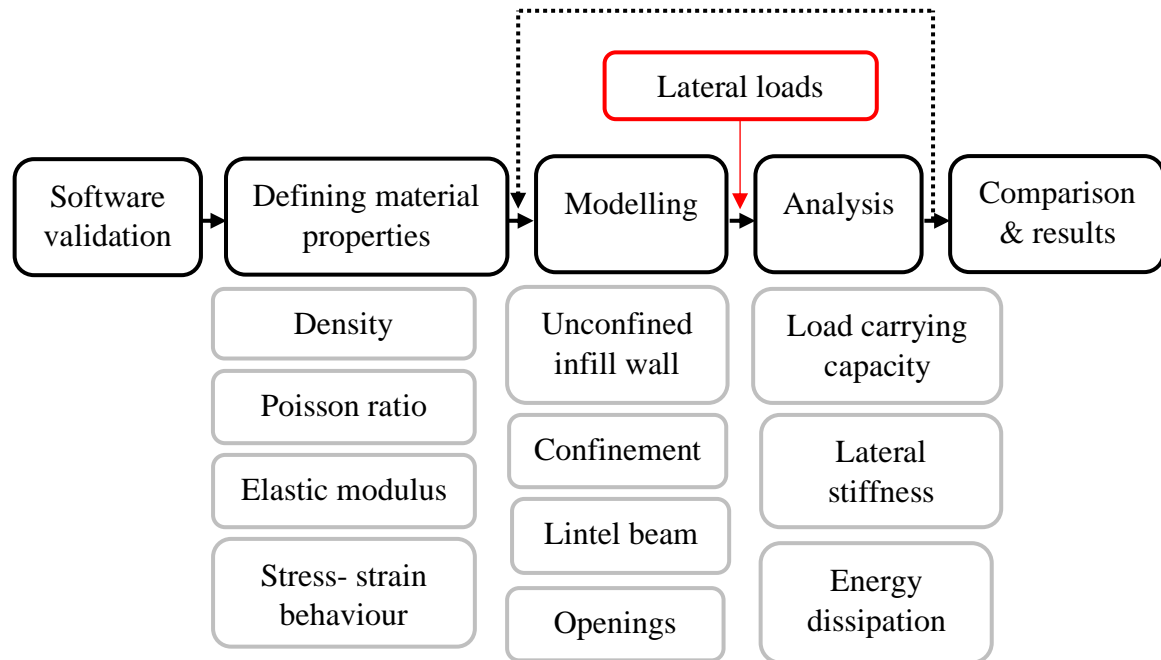 Lateral loads
Software
validation
Defining material
properties
Modelling
Analysis
Comparison
& results
Density
Poisson ratio
Elastic modulus
Stress- strain
behaviour
Unconfined
infill wall
Confinement
Lintel beam
Openings
Load carrying
capacity
Lateral
stiffness
Energy
dissipation